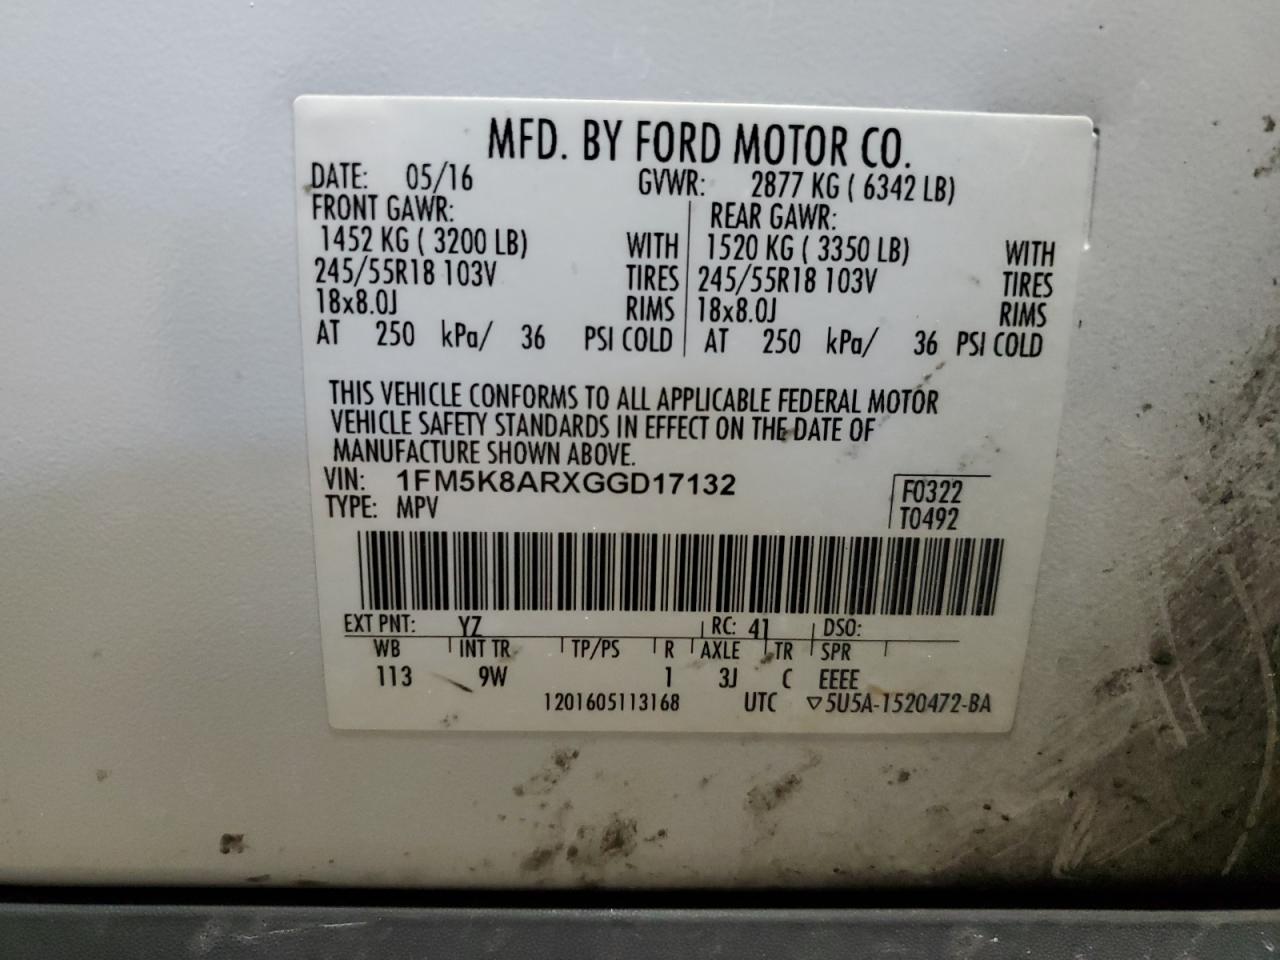 MFD. BY FORD MOTOR CO.
DATE: 05/16 GVWR: 2877 KG ( 6342 LB)
FRONT GAWR: REAR GAWR:
1452 KG ( 3200 LB) WITH 1520 KG ( 3350 LB) WITH
245/55R18 103V TIRES 245/55R18 103V TIRES
18x8.0J RIMS 18x8.0J RIMS
AT 250 kPa/ 36 PSI COLD AT 250 kPa/ 36 PSI COLD
THIS VEHICLE CONFORMS TO ALL APPLICABLE FEDERAL MOTOR
VEHICLE SAFETY STANDARDS IN EFFECT ON THE DATE OF
MANUFACTURE SHOWN ABOVE.
VIN: 1FM5K8ARXGGD17132 F0322
TYPE: MPV T0492
EXT PNT: YZ RC: 41 DSO:
WB INT TR TP/PS R AXLE TR SPR
113 9W 1 3J C EEEE
1201605113168 UTC ▽5U5A-1520472-BA